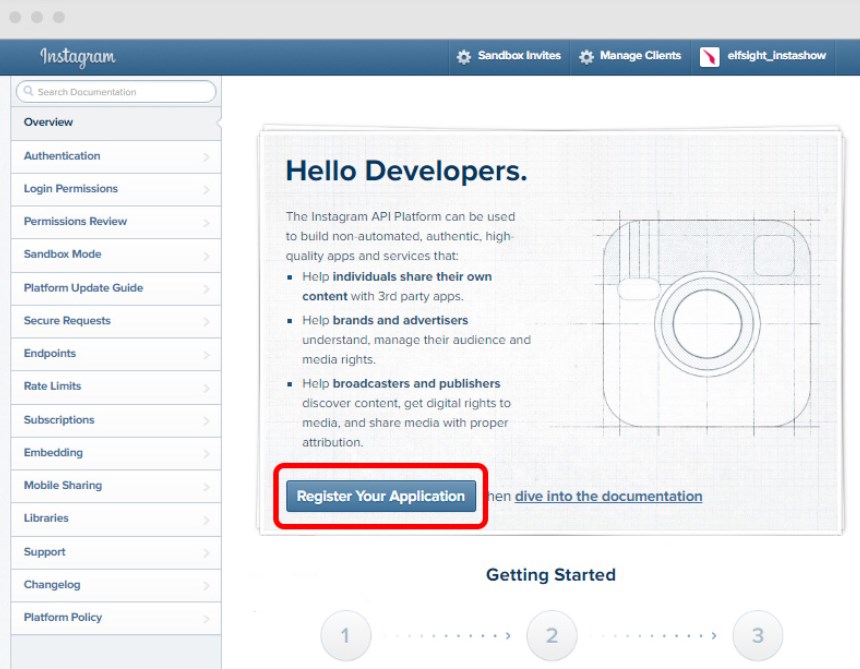 Instagram
Sandbox Invites
Manage Clients
elfsight_instashow
Search Documentation
Overview
Authentication
Login Permissions
Permissions Review
Sandbox Mode
Platform Update Guide
Secure Requests
Endpoints
Rate Limits
Subscriptions
Embedding
Mobile Sharing
Libraries
Support
Changelog
Platform Policy
Hello Developers.
The Instagram API Platform can be used
to build non-automated, authentic, high-
quality apps and services that:
Help individuals share their own
content with 3rd party apps.
Help brands and advertisers
understand, manage their audience and
media rights.
Help broadcasters and publishers
discover content, get digital rights to
media, and share media with proper
attribution.
Register Your Application hen dive into the documentation
Getting Started
1 2 3